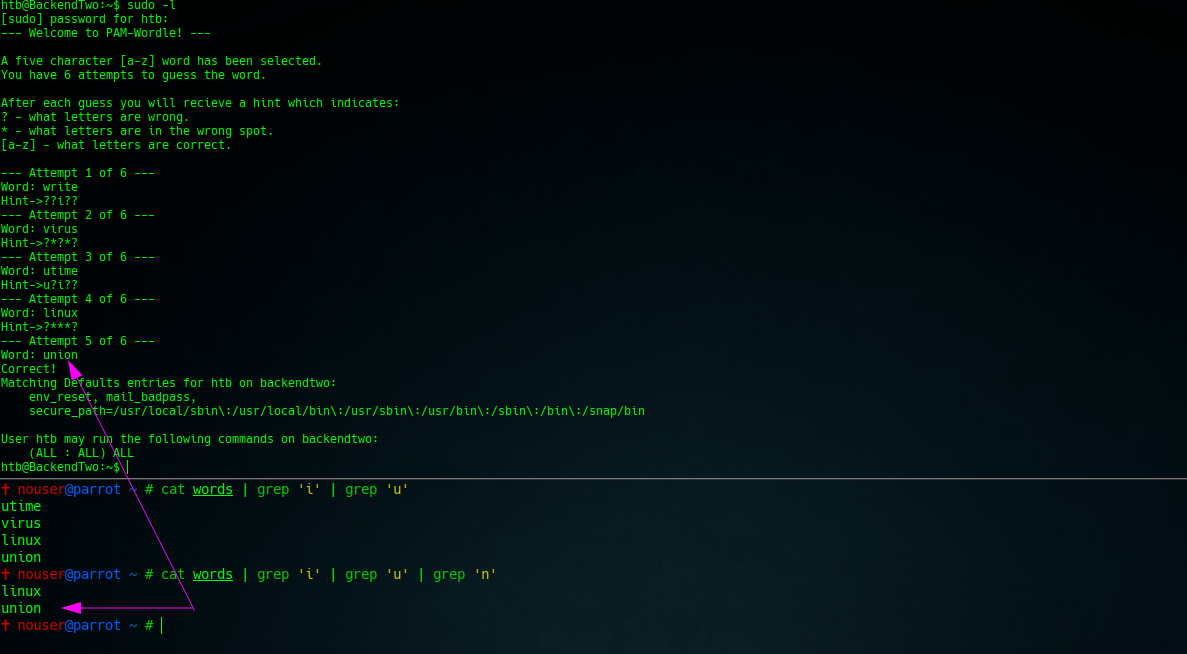 htb@BackendTwo:~$ sudo -l
[sudo] password for htb:
--- Welcome to PAM-Wordle! ---
A five character [a-z] word has been selected.
You have 6 attempts to guess the word.
After each guess you will recieve a hint which indicates:
? - what letters are wrong.
* - what letters are in the wrong spot.
[a-z] - what letters are correct.
--- Attempt 1 of 6 ---
Word: write
Hint->??i??
--- Attempt 2 of 6 ---
Word: virus
Hint->?*?*?
--- Attempt 3 of 6 ---
Word: utime
Hint->u?i??
--- Attempt 4 of 6 ---
Word: linux
Hint->?***?
--- Attempt 5 of 6 ---
Word: union
Correct!
Matching Defaults entries for htb on backendtwo:
    env_reset, mail_badpass,
    secure_path=/usr/local/sbin\:/usr/local/bin\:/usr/sbin\:/usr/bin\:/sbin\:/bin\:/snap/bin
User htb may run the following commands on backendtwo:
    (ALL : ALL) ALL
htb@BackendTwo:~$
✝ nouser@parrot ~ # cat words | grep 'i' | grep 'u'
utime
virus
linux
union
✝ nouser@parrot ~ # cat words | grep 'i' | grep 'u' | grep 'n'
linux
union
✝ nouser@parrot ~ #